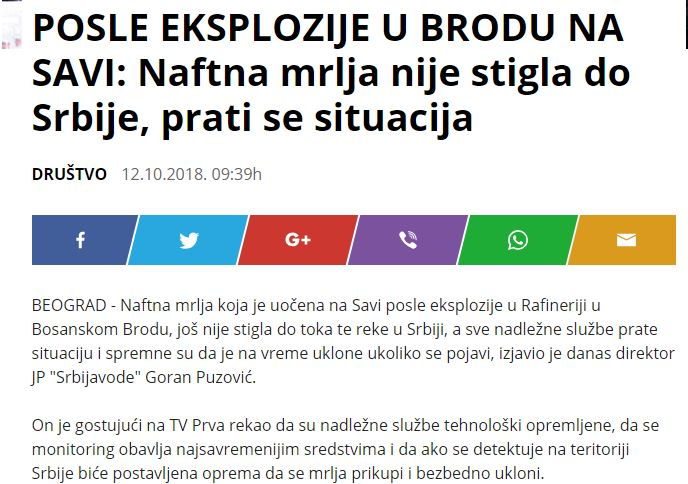 POSLE EKSPLOZIJE U BRODU NA
SAVI: Naftna mrlja nije stigla do
Srbije, prati se situacija
DRUŠTVO 12.10.2018. 09:39h
f
G+
BEOGRAD - Naftna mrlja koja je uočena na Savi posle eksplozije u Rafineriji u
Bosanskom Brodu, još nije stigla do toka te reke u Srbiji, a sve nadležne službe prate
situaciju i spremne su da je na vreme uklone ukoliko se pojavi, izjavio je danas direktor
JP "Srbijavode" Goran Puzović.
On je gostujući na TV Prva rekao da su nadležne službe tehnološki opremljene, da se
monitoring obavlja najsavremenijim sredstvima i da ako se detektuje na teritoriji
Srbije biće postavljena oprema da se mrlja prikupi i bezbedno ukloni.